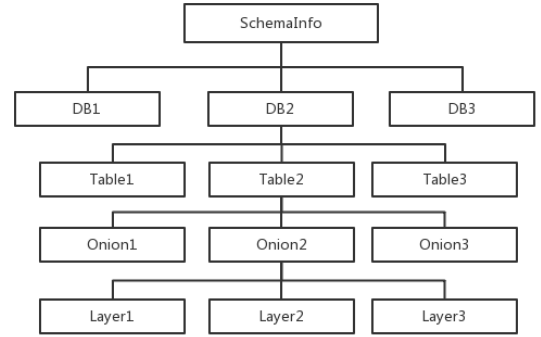 SchemaInfo
DB1 DB2 DB3
Table1 Table2 Table3
Onion1 Onion2 Onion3
Layer1 Layer2 Layer3